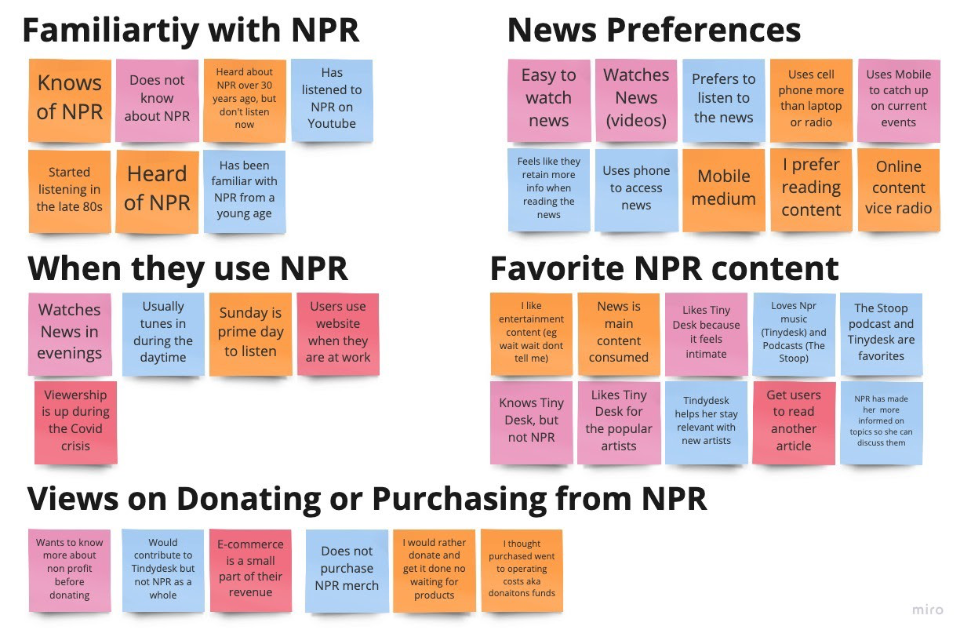 Familiartiy with NPR
Knows
of NPR
Does not
know
about NPR
Heard about
NPR over 30
years ago, but
don't listen
now
Has
listened to
NPR on
Youtube
Started
listening in
the late 80s
Heard
of NPR
Has been
familiar with
NPR from a
young age
News Preferences
Easy to
watch
news
Watches
News
(videos)
Prefers to
listen to
the news
Uses cell
phone more
than laptop
or radio
Uses Mobile
to catch up
on current
events
Feels like they
retain more
info when
reading the
news
Uses phone
to access
news
Mobile
medium
I prefer
reading
content
Online
content
vice radio
When they use NPR
Watches
News in
evenings
Usually
tunes in
during the
daytime
Sunday is
prime day
to listen
Users use
website
when they
are at work
Viewership
is up during
the Covid
crisis
Favorite NPR content
I like
entertainment
content (eg
wait wait dont
tell me)
News is
main
content
consumed
Likes Tiny
Desk because
it feels
intimate
Loves Npr
music
(Tinydesk) and
Podcasts (The
Stoop)
The Stoop
podcast and
Tinydesk are
favorites
Knows Tiny
Desk, but
not NPR
Likes Tiny
Desk for
the popular
artists
Tindydesk
helps her stay
relevant with
new artists
Get users
to read
another
article
NPR has made
her more
informed on
topics so she can
discuss them
Views on Donating or Purchasing from NPR
Wants to know
more about
non profit
before
donating
Would
contribute to
Tindydesk but
not NPR as a
whole
E-commerce
is a small
part of their
revenue
Does not
purchase
NPR merch
I would rather
donate and
get it done no
waiting for
products
I thought
purchased went
to operating
costs aka
donaitons funds
miro